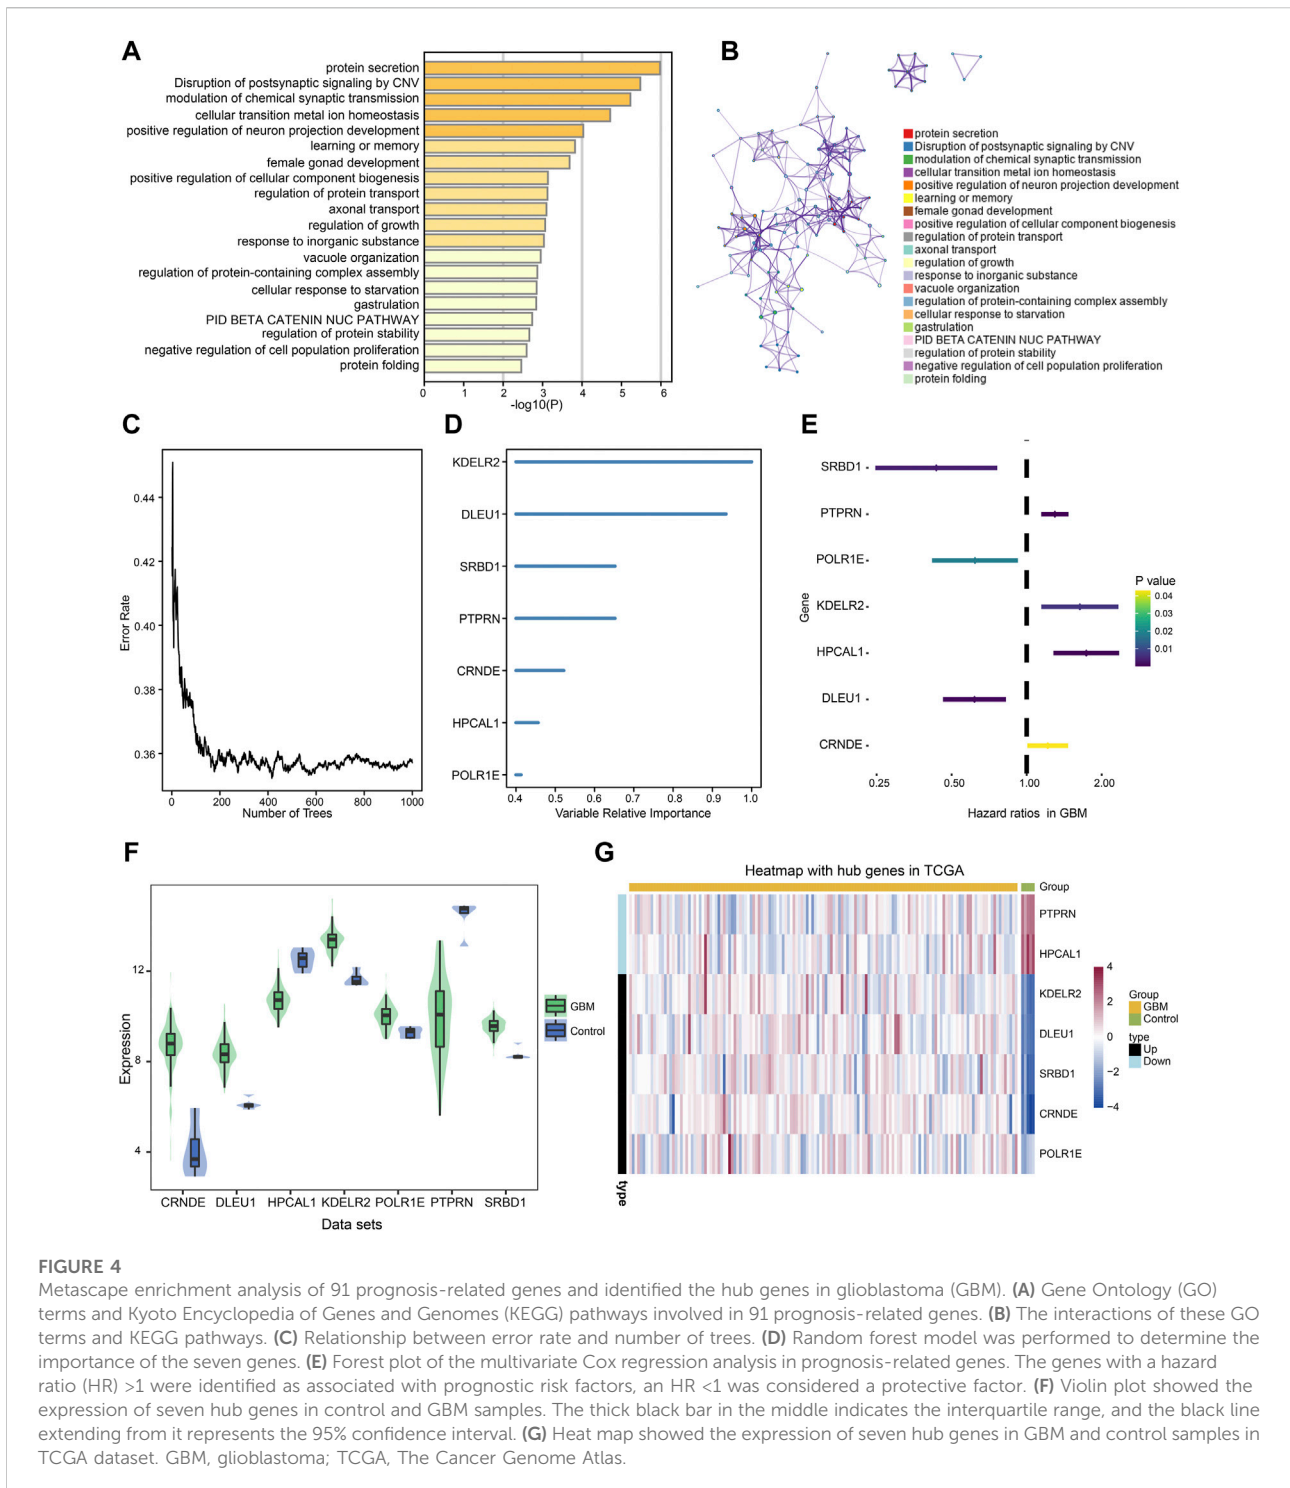 A
protein secretion
Disruption of postsynaptic signaling by CNV
modulation of chemical synaptic transmission
cellular transition metal ion homeostasis
positive regulation of neuron projection development
learning or memory
female gonad development
positive regulation of cellular component biogenesis
regulation of protein transport
axonal transport
regulation of growth
response to inorganic substance
vacuole organization
regulation of protein-containing complex assembly
cellular response to starvation
gastrulation
PID BETA CATENIN NUC PATHWAY
regulation of protein stability
negative regulation of cell population proliferation
protein folding
0 1 2 3 4 5 6
-log10(P)
B
protein secretion
Disruption of postsynaptic signaling by CNV
modulation of chemical synaptic transmission
cellular transition metal ion homeostasis
positive regulation of neuron projection development
learning or memory
female gonad development
positive regulation of cellular component biogenesis
regulation of protein transport
axonal transport
regulation of growth
response to inorganic substance
vacuole organization
regulation of protein-containing complex assembly
cellular response to starvation
gastrulation
PID BETA CATENIN NUC PATHWAY
regulation of protein stability
negative regulation of cell population proliferation
protein folding
C
Error Rate
0.44
0.42
0.40
0.38
0.36
0 200 400 600 800 1000
Number of Trees
D
KDELR2
DLEU1
SRBD1
PTPRN
CRNDE
HPCAL1
POLR1E
0.4 0.5 0.6 0.7 0.8 0.9 1.0
Variable Relative Importance
E
Gene
SRBD1
PTPRN
POLR1E
KDELR2
HPCAL1
DLEU1
CRNDE
0.25 0.50 1.00 2.00
Hazard ratios in GBM
P value
0.04
0.03
0.02
0.01
F
Expression
12
8
4
CRNDE DLEU1 HPCAL1 KDELR2 POLR1E PTPRN SRBD1
Data sets
GBM
Control
G
Heatmap with hub genes in TCGA
Group
PTPRN
HPCAL1
KDELR2
DLEU1
SRBD1
CRNDE
POLR1E
type
4
2
0
−2
−4
Group
GBM
Control
type
Up
Down
FIGURE 4
Metascape enrichment analysis of 91 prognosis-related genes and identified the hub genes in glioblastoma (GBM). (A) Gene Ontology (GO)
terms and Kyoto Encyclopedia of Genes and Genomes (KEGG) pathways involved in 91 prognosis-related genes. (B) The interactions of these GO
terms and KEGG pathways. (C) Relationship between error rate and number of trees. (D) Random forest model was performed to determine the
importance of the seven genes. (E) Forest plot of the multivariate Cox regression analysis in prognosis-related genes. The genes with a hazard
ratio (HR) >1 were identified as associated with prognostic risk factors, an HR <1 was considered a protective factor. (F) Violin plot showed the
expression of seven hub genes in control and GBM samples. The thick black bar in the middle indicates the interquartile range, and the black line
extending from it represents the 95% confidence interval. (G) Heat map showed the expression of seven hub genes in GBM and control samples in
TCGA dataset. GBM, glioblastoma; TCGA, The Cancer Genome Atlas.